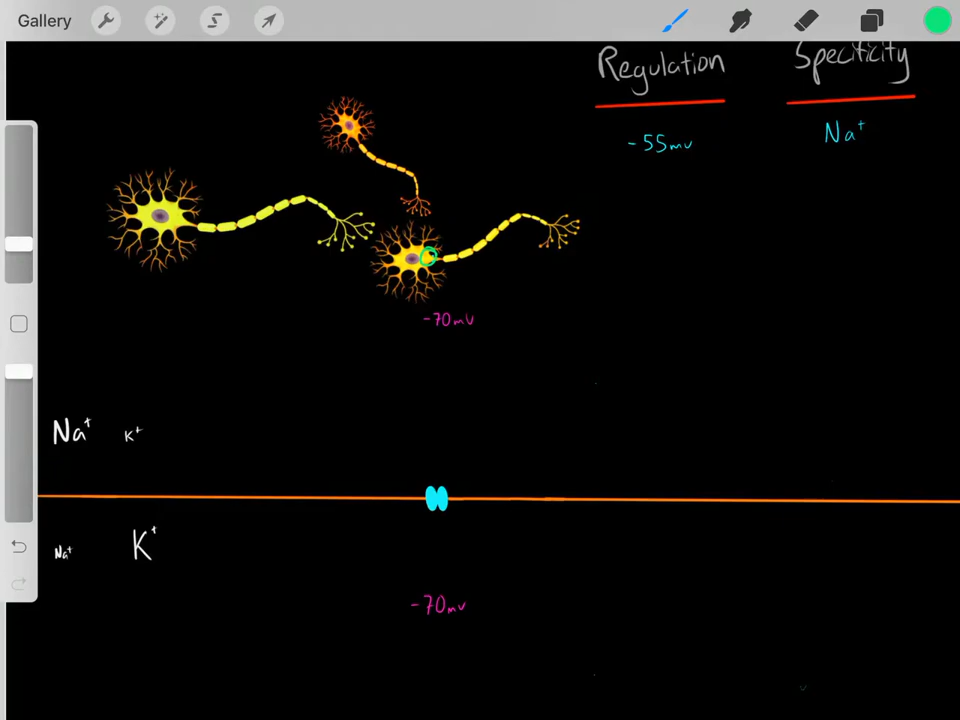 Gallery
Regulation Specificity
-55mv Na⁺
-70mV
Na⁺ K⁺
Na⁺ K⁺
-70mV